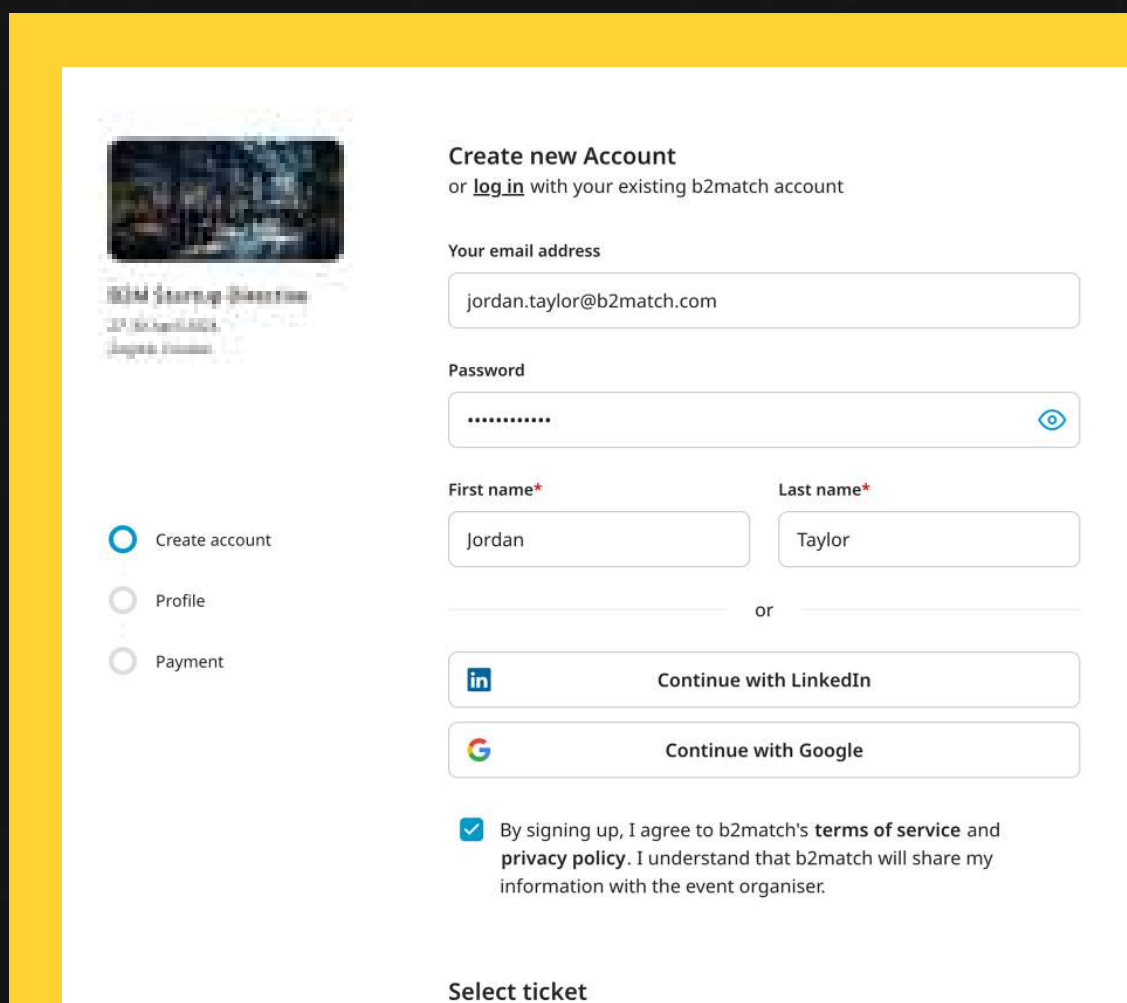 Create new Account
or log in with your existing b2match account
Your email address
jordan.taylor@b2match.com
Password
••••••••••••
First name*
Last name*
Jordan
Taylor
or
Continue with LinkedIn
Continue with Google
By signing up, I agree to b2match's terms of service and
privacy policy. I understand that b2match will share my
information with the event organiser.
Select ticket
B2M Startup
Create account
Profile
Payment